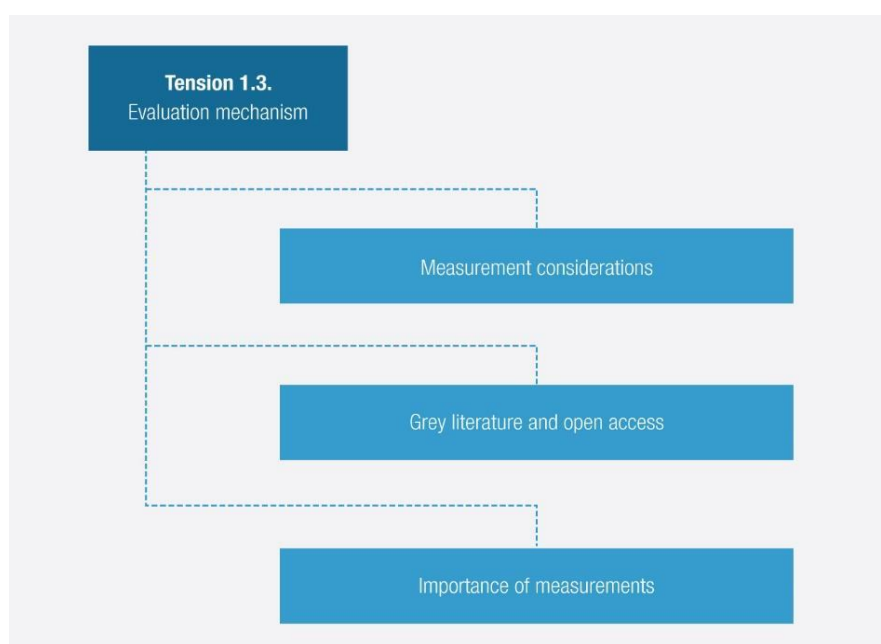 Tension 1.3.
Evaluation mechanism
Measurement considerations
Grey literature and open access
Importance of measurements